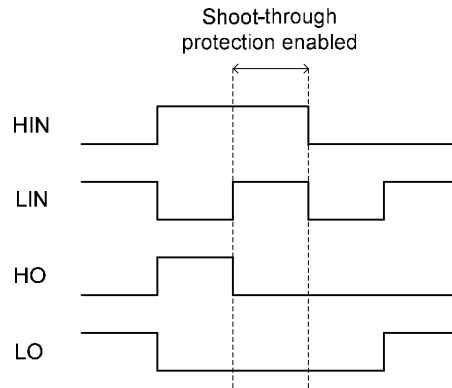 Shoot-through
protection enabled
HIN
LIN
HO
LO